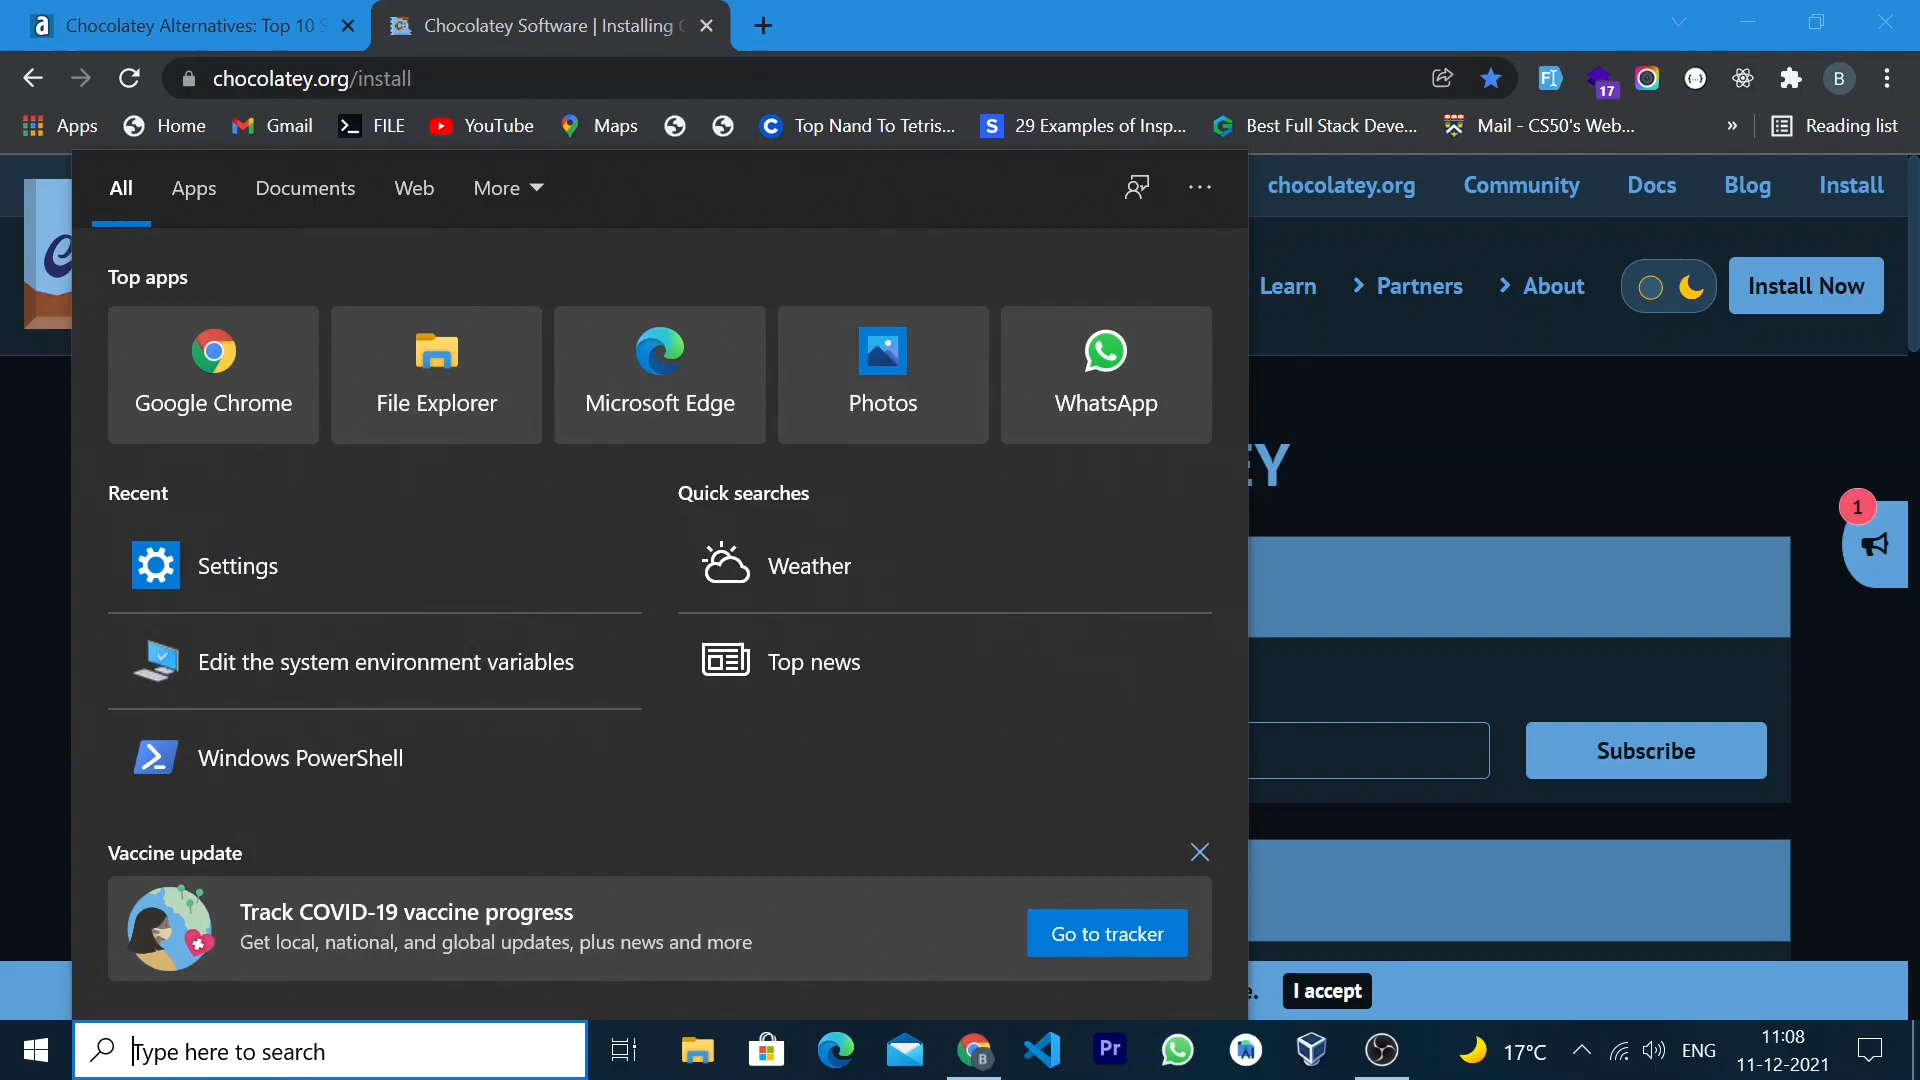 Chocolatey Alternatives: Top 10 S
Chocolatey Software | Installing C
chocolatey.org/install
17
B
Apps
Home
Gmail
FILE
YouTube
Maps
Top Nand To Tetris...
29 Examples of Insp...
Best Full Stack Deve...
Mail - CS50's Web...
»
Reading list
All
Apps
Documents
Web
More
chocolatey.org
Community
Docs
Blog
Install
Learn
Partners
About
Install Now
Top apps
Google Chrome
File Explorer
Microsoft Edge
Photos
WhatsApp
EY
Recent
Quick searches
1
Settings
Weather
Edit the system environment variables
Top news
Windows PowerShell
Subscribe
Vaccine update
Track COVID-19 vaccine progress
Get local, national, and global updates, plus news and more
Go to tracker
e.
I accept
Type here to search
B
Pr
17°C
ENG
11:08
11-12-2021